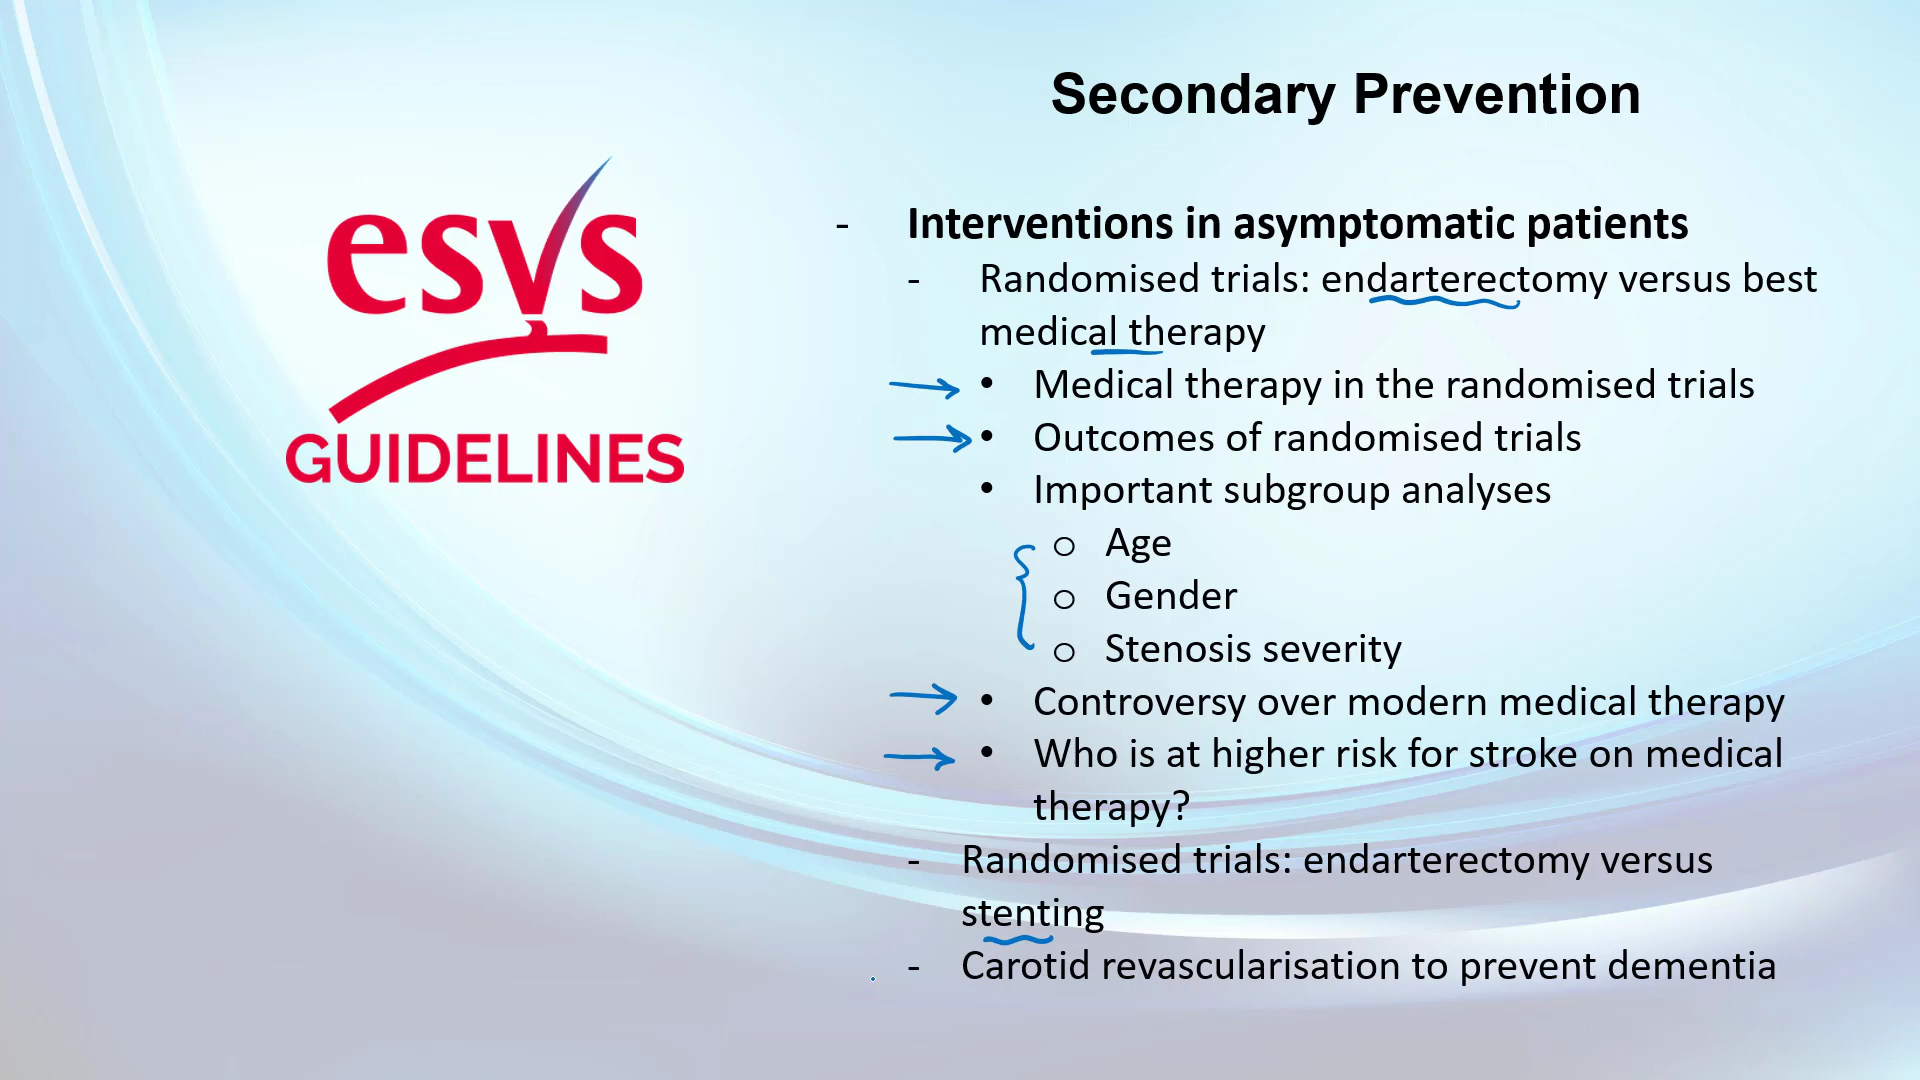 esvs
GUIDELINES
Secondary Prevention
- Interventions in asymptomatic patients
- Randomised trials: endarterectomy versus best
medical therapy
• Medical therapy in the randomised trials
• Outcomes of randomised trials
• Important subgroup analyses
o Age
o Gender
o Stenosis severity
• Controversy over modern medical therapy
• Who is at higher risk for stroke on medical
therapy?
- Randomised trials: endarterectomy versus
stenting
- Carotid revascularisation to prevent dementia